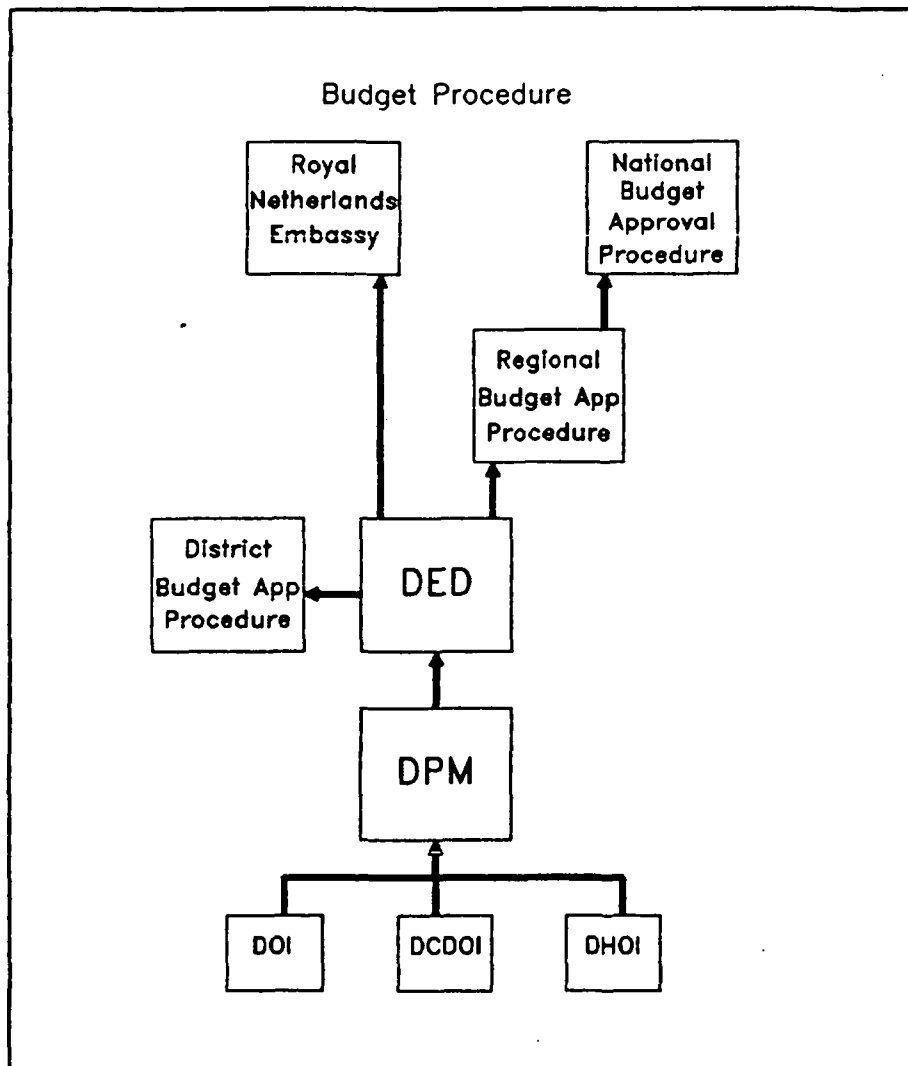 Budget Procedure
Royal
Netherlands
Embassy
National
Budget
Approval
Procedure
Regional
Budget App
Procedure
District
Budget App
Procedure
DED
DPM
DOI
DCDOI
DHOI